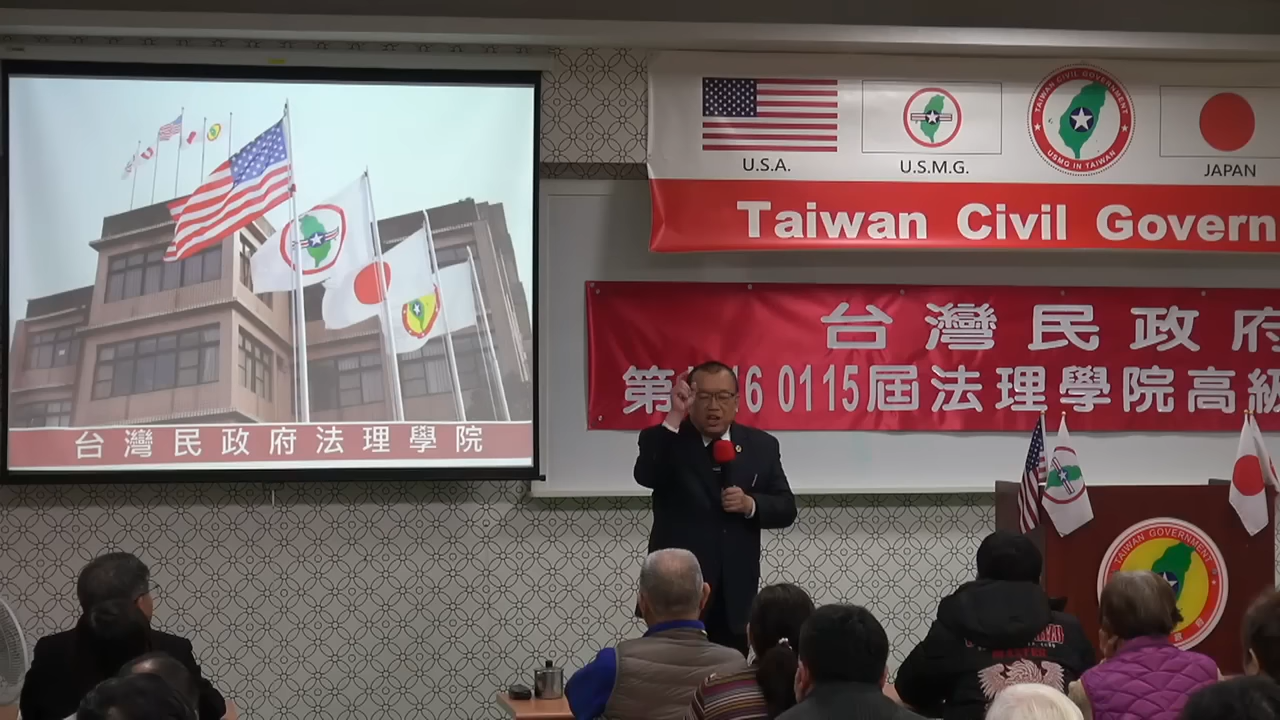 U.S.A.
U.S.M.G.
TAIWAN CIVIL GOVERNMENT
USMG IN TAIWAN
JAPAN
Taiwan Civil Govern
台灣民政府
第 16 0115屆法理學院高級
台灣民政府法理學院
TAIWAN GOVERNMENT